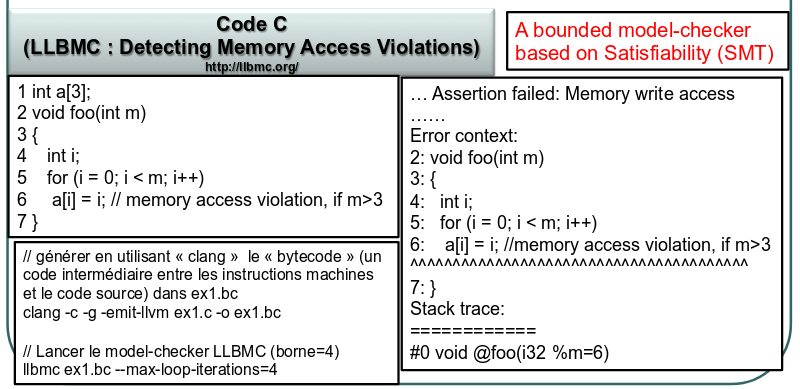 Code C
(LLBMC : Detecting Memory Access Violations)
http://llbmc.org/
A bounded model-checker
based on Satisfiability (SMT)
1 int a[3];
2 void foo(int m)
3 {
4 int i;
5 for (i = 0; i < m; i++)
6 a[i] = i; // memory access violation, if m>3
7 }
// générer en utilisant « clang » le « bytecode » (un
code intermédiaire entre les instructions machines
et le code source) dans ex1.bc
clang -c -g -emit-llvm ex1.c -o ex1.bc
// Lancer le model-checker LLBMC (borne=4)
llbmc ex1.bc --max-loop-iterations=4
… Assertion failed: Memory write access
……
Error context:
2: void foo(int m)
3: {
4: int i;
5: for (i = 0; i < m; i++)
6: a[i] = i; //memory access violation, if m>3
^^^^^^^^^^^^^^^^^^^^^^^^^^^^^^^^^^^^^^^^
7: }
Stack trace:
============
#0 void @foo(i32 %m=6)